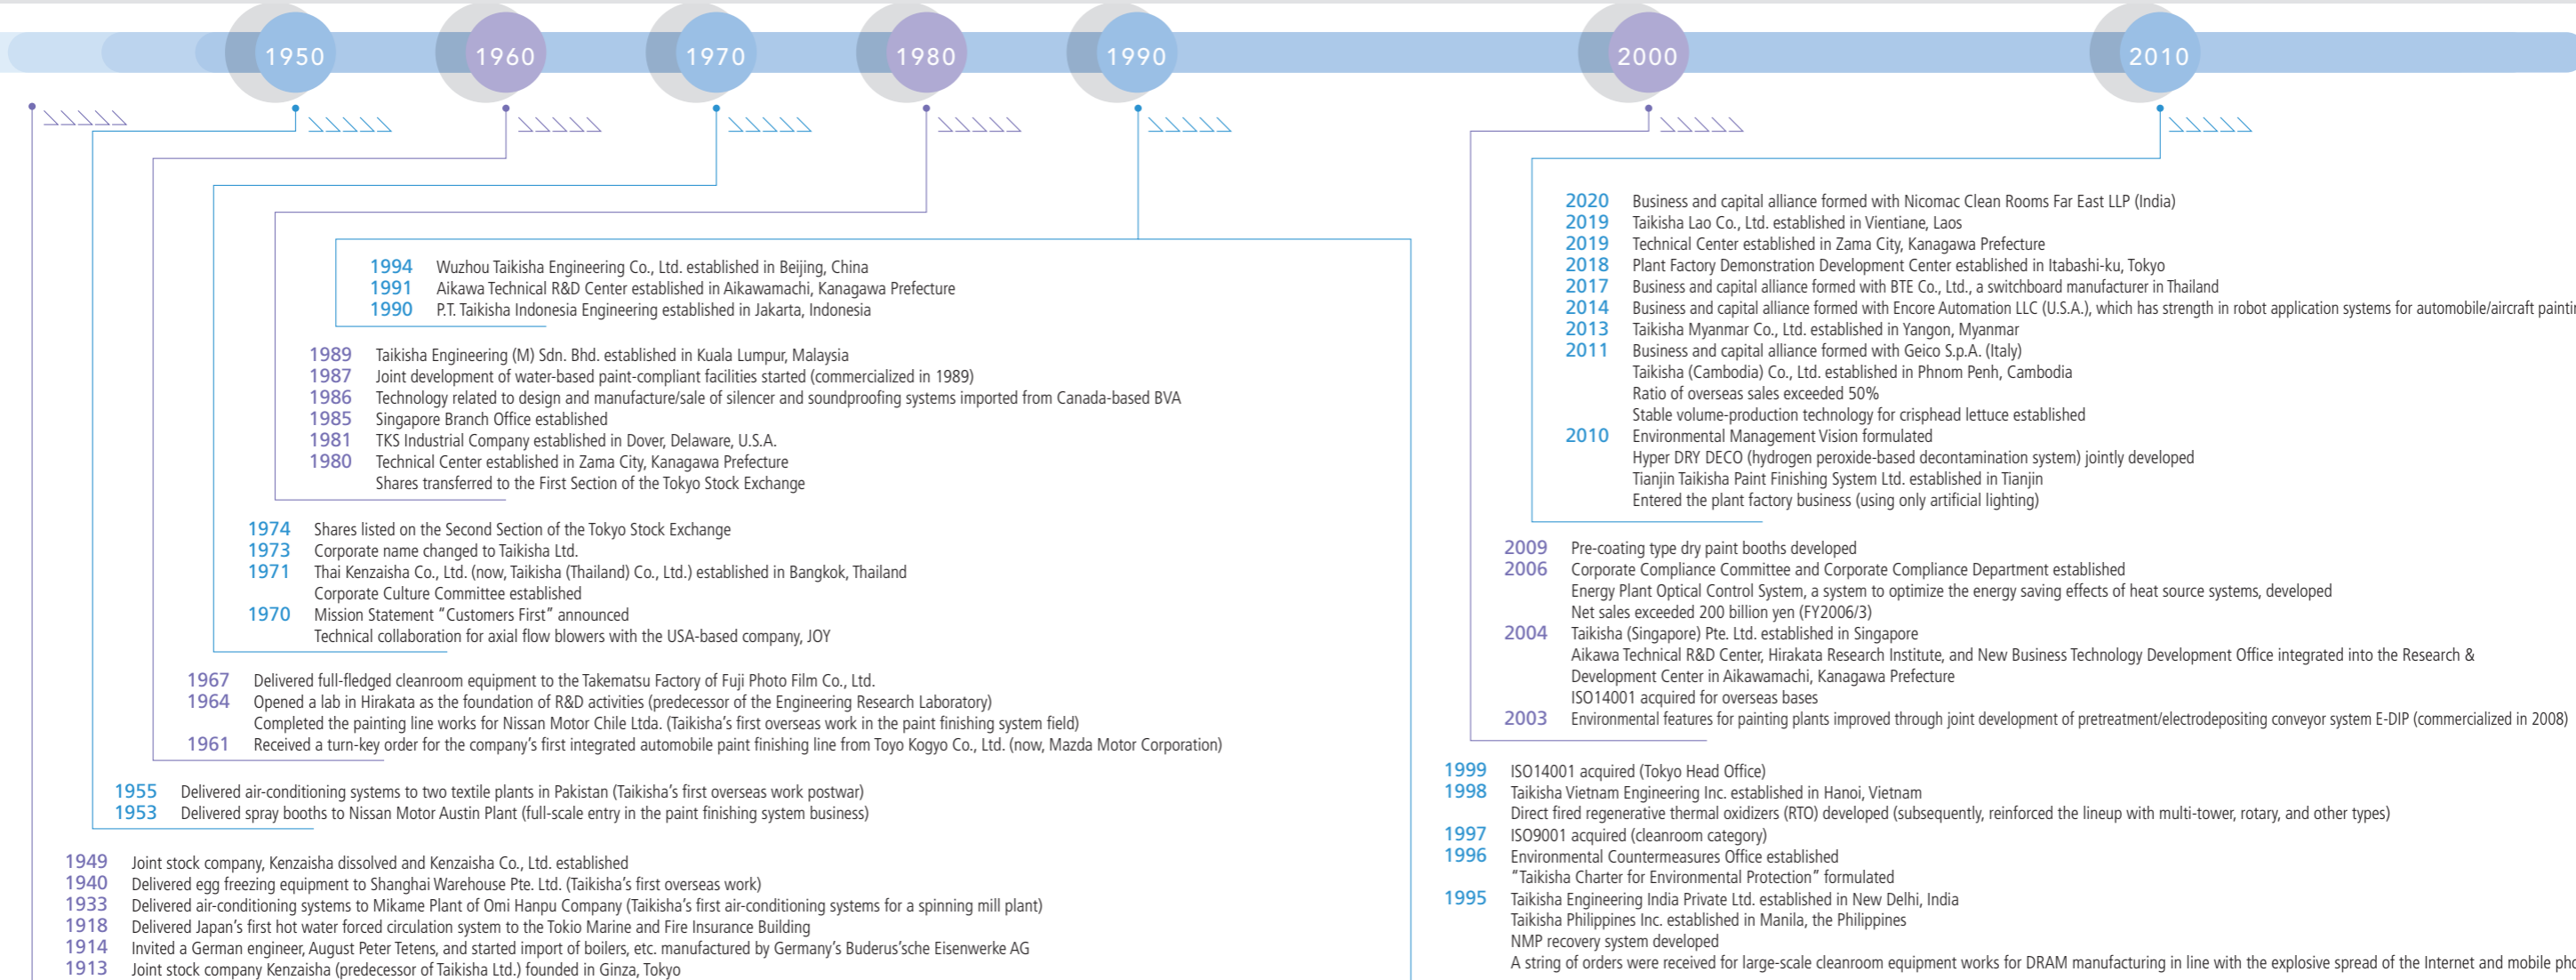 1950 1960 1970 1980 1990 2000 2010
1994 Wuzhou Taikisha Engineering Co., Ltd. established in Beijing, China
1991 Aikawa Technical R&D Center established in Aikawamachi, Kanagawa Prefecture
1990 P.T. Taikisha Indonesia Engineering established in Jakarta, Indonesia
1989 Taikisha Engineering (M) Sdn. Bhd. established in Kuala Lumpur, Malaysia
1987 Joint development of water-based paint-compliant facilities started (commercialized in 1989)
1986 Technology related to design and manufacture/sale of silencer and soundproofing systems imported from Canada-based BVA
1985 Singapore Branch Office established
1981 TKS Industrial Company established in Dover, Delaware, U.S.A.
1980 Technical Center established in Zama City, Kanagawa Prefecture
Shares transferred to the First Section of the Tokyo Stock Exchange
1974 Shares listed on the Second Section of the Tokyo Stock Exchange
1973 Corporate name changed to Taikisha Ltd.
1971 Thai Kenzaisha Co., Ltd. (now, Taikisha (Thailand) Co., Ltd.) established in Bangkok, Thailand
Corporate Culture Committee established
1970 Mission Statement “Customers First” announced
Technical collaboration for axial flow blowers with the USA-based company, JOY
1967 Delivered full-fledged cleanroom equipment to the Takematsu Factory of Fuji Photo Film Co., Ltd.
1964 Opened a lab in Hirakata as the foundation of R&D activities (predecessor of the Engineering Research Laboratory)
Completed the painting line works for Nissan Motor Chile Ltda. (Taikisha’s first overseas work in the paint finishing system field)
1961 Received a turn-key order for the company’s first integrated automobile paint finishing line from Toyo Kogyo Co., Ltd. (now, Mazda Motor Corporation)
1955 Delivered air-conditioning systems to two textile plants in Pakistan (Taikisha’s first overseas work postwar)
1953 Delivered spray booths to Nissan Motor Austin Plant (full-scale entry in the paint finishing system business)
1949 Joint stock company, Kenzaisha dissolved and Kenzaisha Co., Ltd. established
1940 Delivered egg freezing equipment to Shanghai Warehouse Pte. Ltd. (Taikisha’s first overseas work)
1933 Delivered air-conditioning systems to Mikame Plant of Omi Hanpu Company (Taikisha’s first air-conditioning systems for a spinning mill plant)
1918 Delivered Japan’s first hot water forced circulation system to the Tokio Marine and Fire Insurance Building
1914 Invited a German engineer, August Peter Tetens, and started import of boilers, etc. manufactured by Germany’s Buderus’sche Eisenwerke AG
1913 Joint stock company Kenzaisha (predecessor of Taikisha Ltd.) founded in Ginza, Tokyo
2020 Business and capital alliance formed with Nicomac Clean Rooms Far East LLP (India)
2019 Taikisha Lao Co., Ltd. established in Vientiane, Laos
2019 Technical Center established in Zama City, Kanagawa Prefecture
2018 Plant Factory Demonstration Development Center established in Itabashi-ku, Tokyo
2017 Business and capital alliance formed with BTE Co., Ltd., a switchboard manufacturer in Thailand
2014 Business and capital alliance formed with Encore Automation LLC (U.S.A.), which has strength in robot application systems for automobile/aircraft
2013 Taikisha Myanmar Co., Ltd. established in Yangon, Myanmar
2011 Business and capital alliance formed with Geico S.p.A. (Italy)
Taikisha (Cambodia) Co., Ltd. established in Phnom Penh, Cambodia
Ratio of overseas sales exceeded 50%
Stable volume-production technology for crisphead lettuce established
2010 Environmental Management Vision formulated
Hyper DRY DECO (hydrogen peroxide-based decontamination system) jointly developed
Tianjin Taikisha Paint Finishing System Ltd. established in Tianjin
Entered the plant factory business (using only artificial lighting)
2009 Pre-coating type dry paint booths developed
2006 Corporate Compliance Committee and Corporate Compliance Department established
Energy Plant Optical Control System, a system to optimize the energy saving effects of heat source systems, developed
Net sales exceeded 200 billion yen (FY2006/3)
2004 Taikisha (Singapore) Pte. Ltd. established in Singapore
Aikawa Technical R&D Center, Hirakata Research Institute, and New Business Technology Development Office integrated into the Research &
Development Center in Aikawamachi, Kanagawa Prefecture
ISO14001 acquired for overseas bases
2003 Environmental features for painting plants improved through joint development of pretreatment/electrodepositing conveyor system E-DIP (commercialized in 2008)
1999 ISO14001 acquired (Tokyo Head Office)
1998 Taikisha Vietnam Engineering Inc. established in Hanoi, Vietnam
Direct fired regenerative thermal oxidizers (RTO) developed (subsequently, reinforced the lineup with multi-tower, rotary, and other types)
1997 ISO9001 acquired (cleanroom category)
1996 Environmental Countermeasures Office established
“Taikisha Charter for Environmental Protection” formulated
1995 Taikisha Engineering India Private Ltd. established in New Delhi, India
Taikisha Philippines Inc. established in Manila, the Philippines
NMP recovery system developed
A string of orders were received for large-scale cleanroom equipment works for DRAM manufacturing in line with the explosive spread of the Internet and mobile